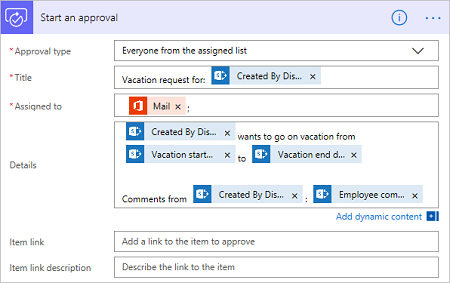 Start an approval
* Approval type
Everyone from the assigned list
* Title
Vacation request for: Created By Dis... ×
* Assigned to
Mail × ;
Details
Created By Dis... × wants to go on vacation from
Vacation start... × to Vacation end d... ×
Comments from Created By Dis... × : Employee com... ×
Add dynamic content
Item link
Add a link to the item to approve
Item link description
Describe the link to the item